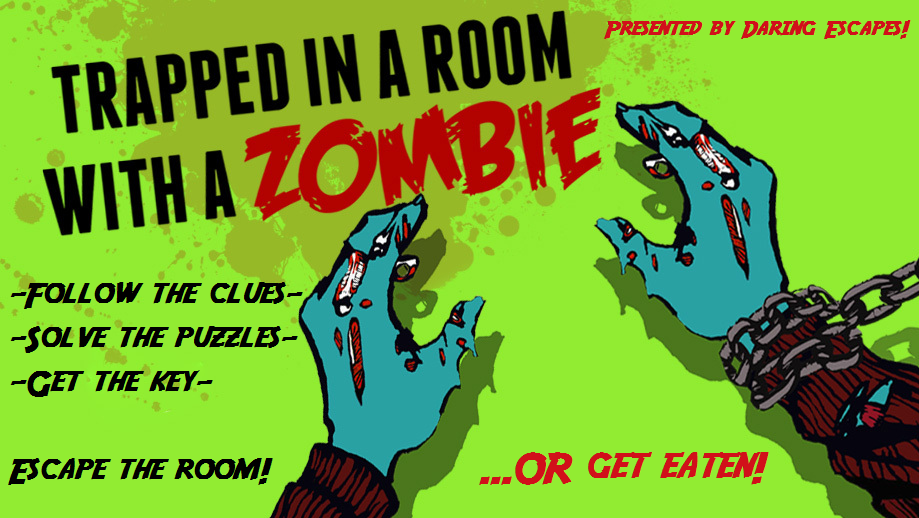 Presented by Daring Escapes!
TRAPPED IN A ROOM
WITH A ZOMBIE
-Follow the clues-
-Solve the puzzles-
-Get the key-
Escape the room!
...OR get eaten!